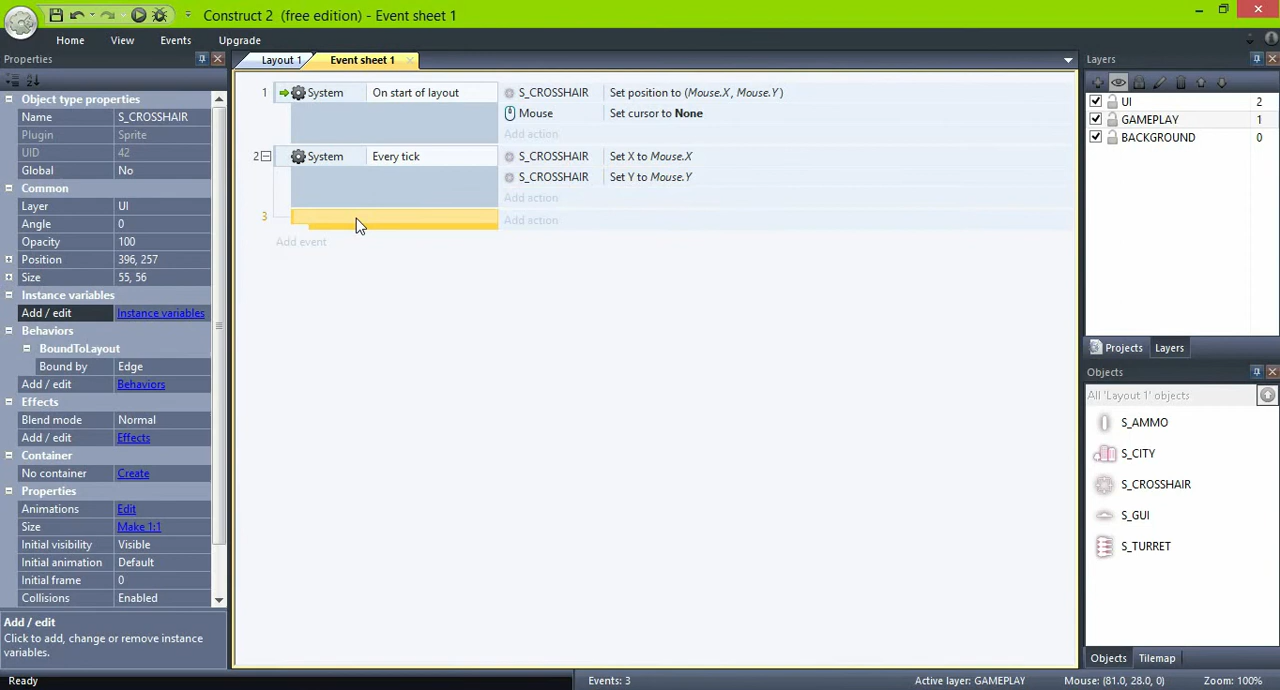 Construct 2 (free edition) - Event sheet 1
Home View Events Upgrade
Properties
Object type properties
Name S_CROSSHAIR
Plugin Sprite
UID 42
Global No
Common
Layer UI
Angle 0
Opacity 100
Position 396, 257
Size 55, 56
Instance variables
Add / edit Instance variables
Behaviors
BoundToLayout
Bound by Edge
Add / edit Behaviors
Effects
Blend mode Normal
Add / edit Effects
Container
No container Create
Properties
Animations Edit
Size Make 1:1
Initial visibility Visible
Initial animation Default
Initial frame 0
Collisions Enabled
Add / edit
Click to add, change or remove instance
variables.
Layout 1 Event sheet 1
1 System On start of layout S_CROSSHAIR Set position to (Mouse.X, Mouse.Y)
Mouse Set cursor to None
Add action
2 System Every tick S_CROSSHAIR Set X to Mouse.X
S_CROSSHAIR Set Y to Mouse.Y
Add action
3 Add action
Add event
Layers
UI 2
GAMEPLAY 1
BACKGROUND 0
Projects Layers
Objects
All 'Layout 1' objects
S_AMMO
S_CITY
S_CROSSHAIR
S_GUI
S_TURRET
Objects Tilemap
Ready Events: 3 Active layer: GAMEPLAY Mouse: (81.0, 28.0, 0) Zoom: 100%